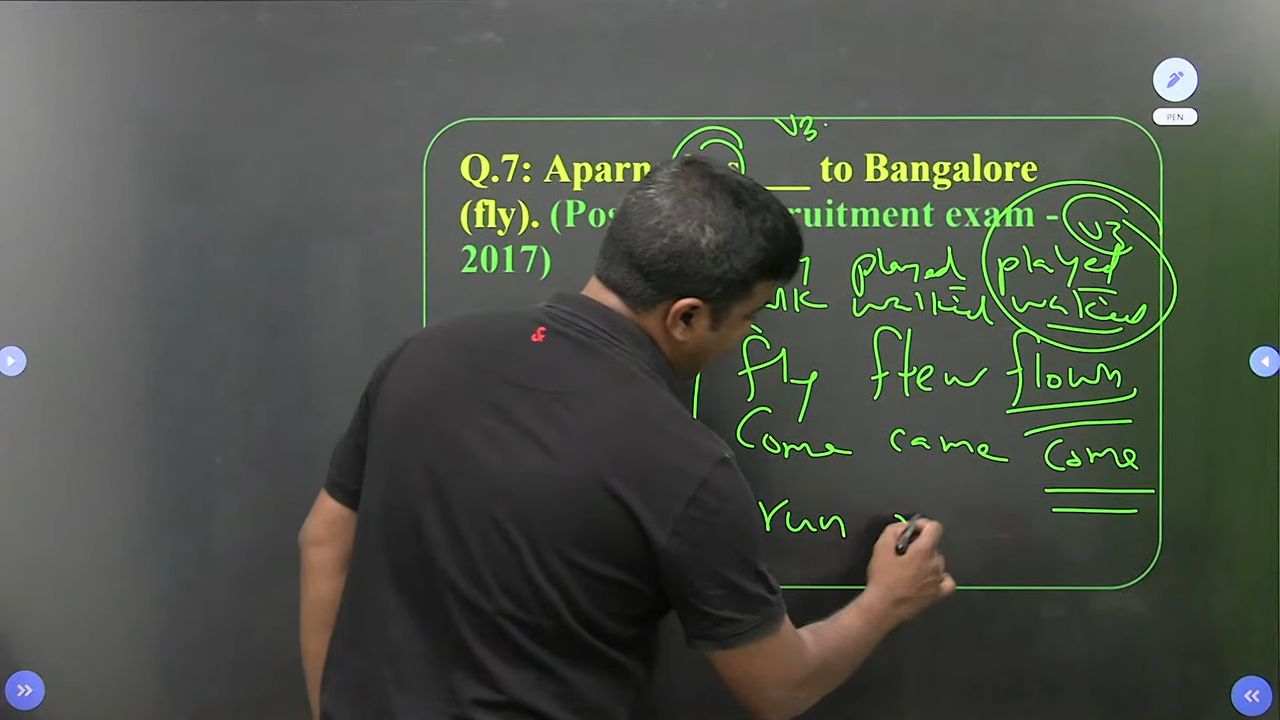 V3.
Q.7: Aparn s ___ to Bangalore
(fly). (Pos ruitment exam -
2017)
V3
played played
walked walked
fly flew flown
Come came come
run
PEN